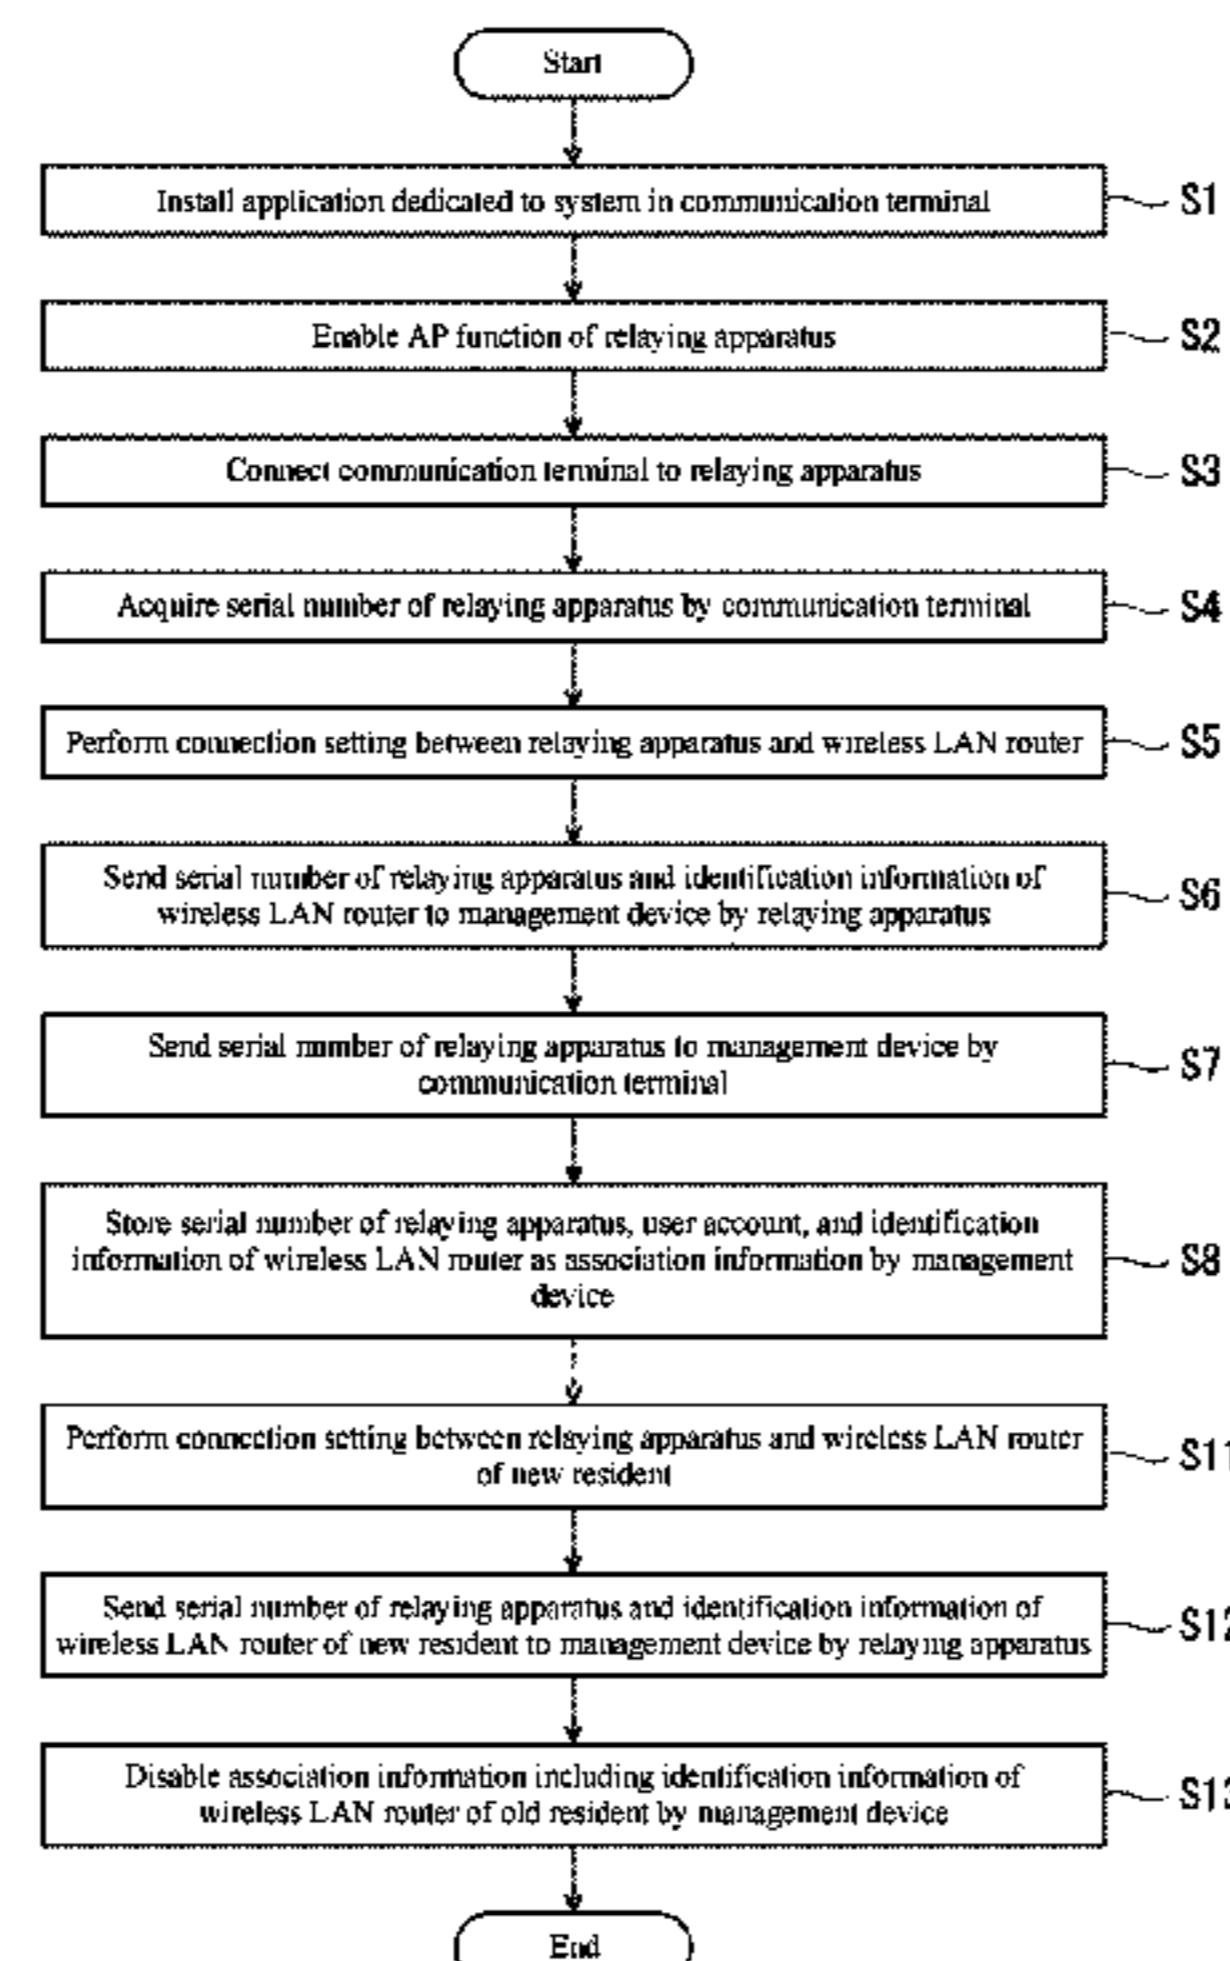 Start
Install application dedicated to system in communication terminal
S1
Enable AP function of relaying apparatus
S2
Connect communication terminal to relaying apparatus
S3
Acquire serial number of relaying apparatus by communication terminal
S4
Perform connection setting between relaying apparatus and wireless LAN router
S5
Send serial number of relaying apparatus and identification information of
wireless LAN router to management device by relaying apparatus
S6
Send serial number of relaying apparatus to management device by
communication terminal
S7
Store serial number of relaying apparatus, user account, and identification
information of wireless LAN router as association information by management
device
S8
Perform connection setting between relaying apparatus and wireless LAN router
of new resident
S11
Send serial number of relaying apparatus and identification information of
wireless LAN router of new resident to management device by relaying apparatus
S12
Disable association information including identification information of
wireless LAN router of old resident by management device
S13
End